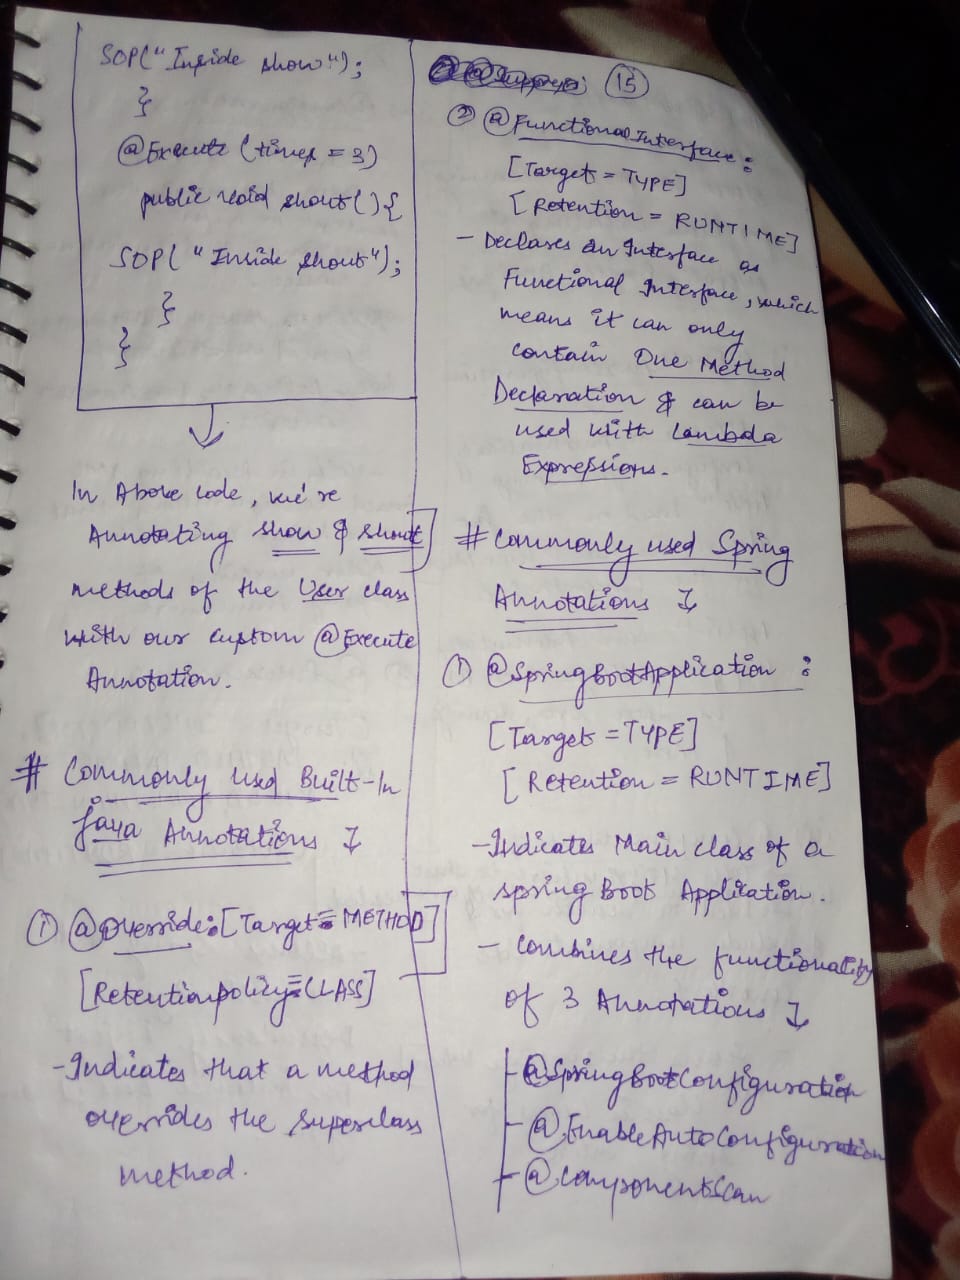 SOP("Inside show");
}
@Execute (times = 3)
public void shout(){
SOP("Inside shout");
}
}
In Above code, we're
Annotating show & shout
methods of the User class
with our custom @Execute
Annotation.
# Commonly Used Built-In
Java Annotations ↓
① @Override:[Target=METHOD]
[Retentionpolicy=CLASS]
-Indicates that a method
overrides the superclass
method.
15
② @FunctionalInterface:
[Target = TYPE]
[Retention = RUNTIME]
- Declares an Interface as
Functional Interface, which
means it can only
contain One Method
Declaration & can be
used with Lambda
Expressions.
# Commonly used Spring
Annotations ↓
① @SpringBootApplication :
[Target = TYPE]
[Retention = RUNTIME]
-Indicates Main class of a
spring Boot Application.
- Combines the functionality
of 3 Annotations ↓
- @SpringBootConfiguration
- @EnableAutoConfiguration
- @ComponentScan